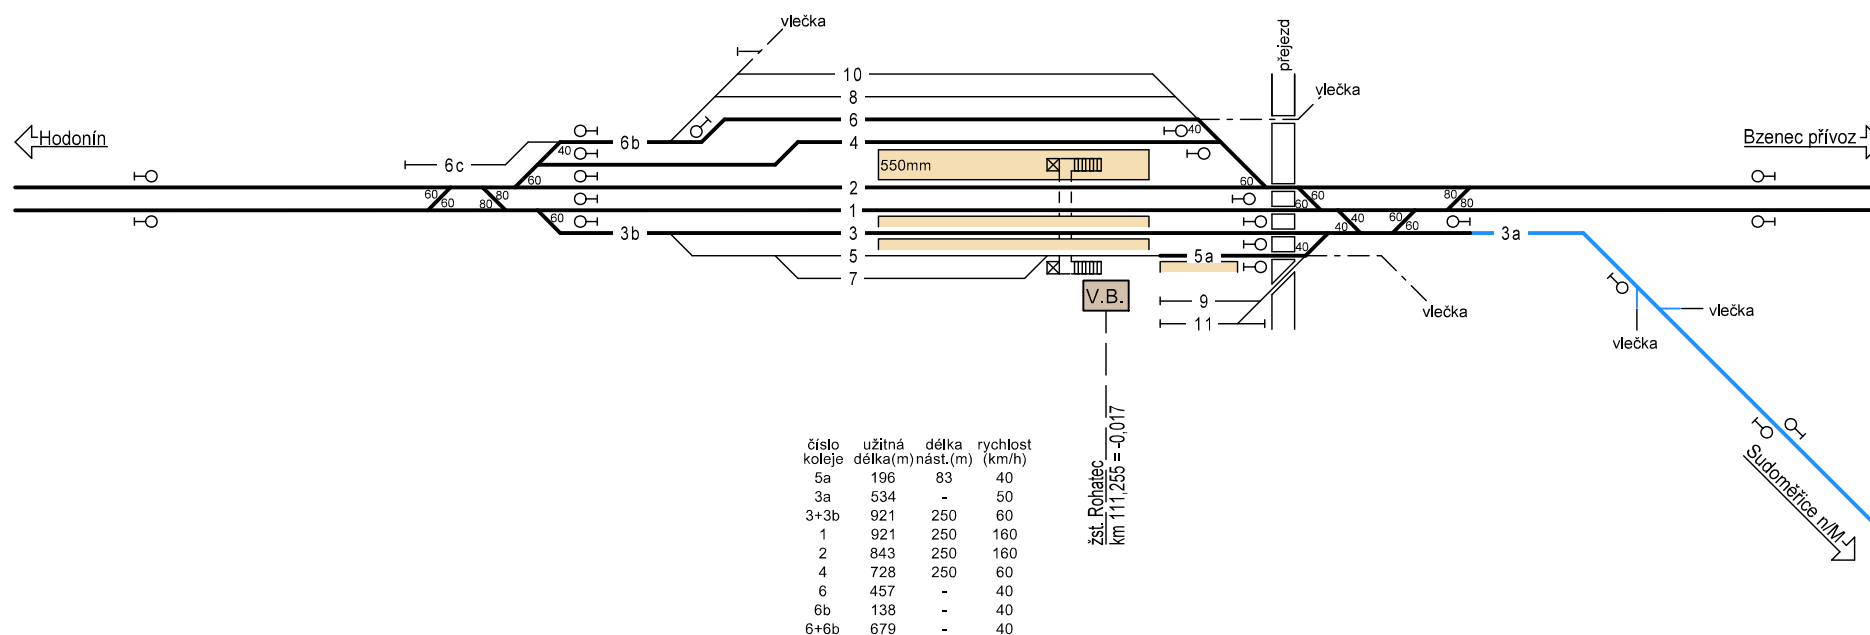 vlečka
přejezd
10
8
vlečka
6
40
Hodonín
6b
4
Bzenec přívoz
40
6c
550mm
60
60
60
80
2
60
80
60
80
1
60
80
60
3b
3
40
40
60
60
3a
5
5a
40
7
V.B.
9
vlečka
vlečka
11
vlečka
žst. Rohatec
km 111,255 = -0,017
Sudoměřice n/M
číslo koleje užitná délka(m) délka nást.(m) rychlost (km/h)
5a 196 83 40
3a 534 - 50
3+3b 921 250 60
1 921 250 160
2 843 250 160
4 728 250 60
6 457 - 40
6b 138 - 40
6+6b 679 - 40